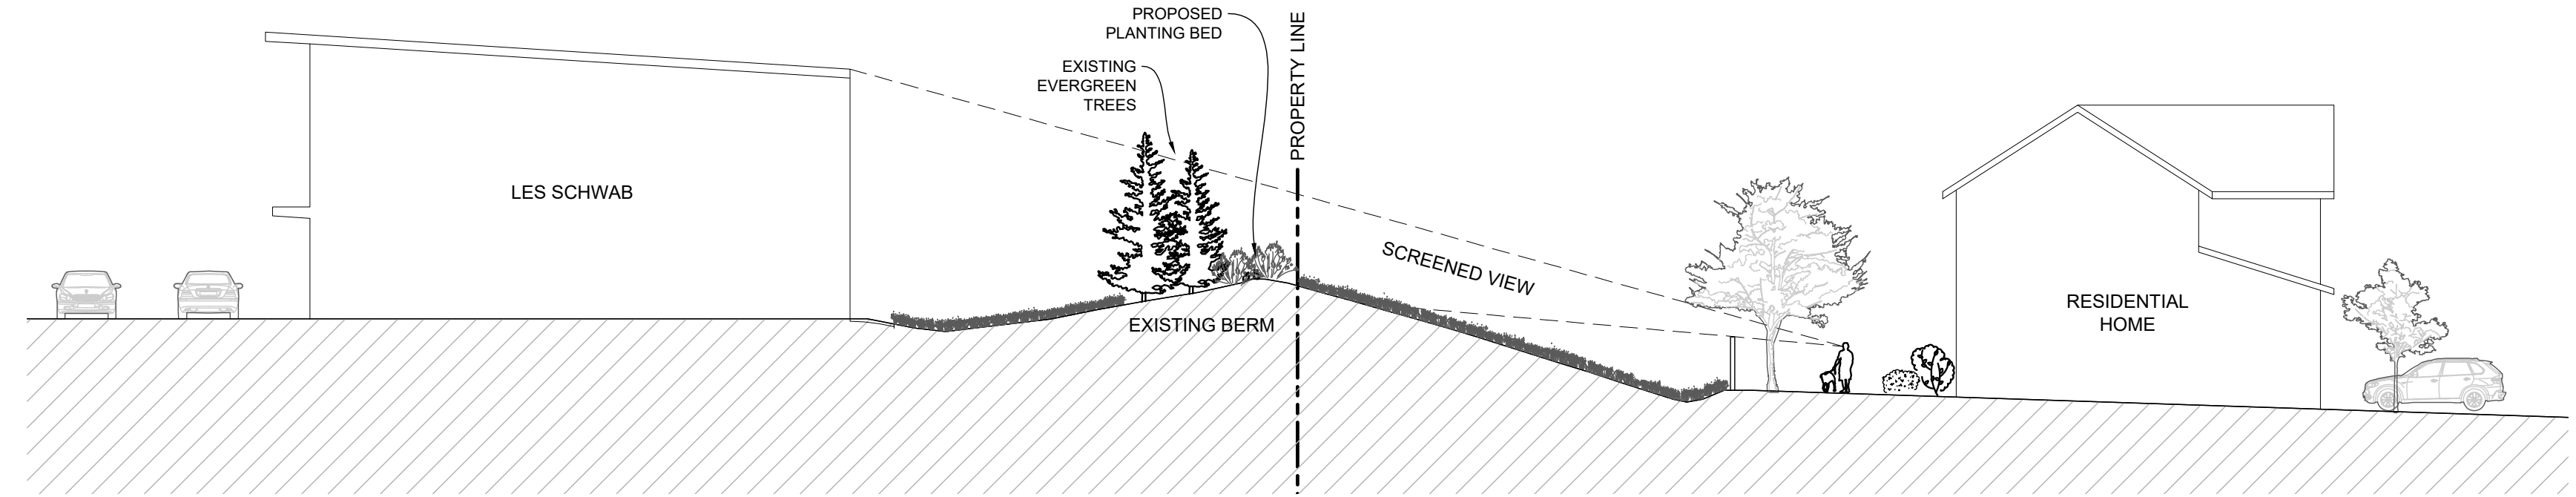 PROPOSED
PLANTING BED
EXISTING
EVERGREEN
TREES
PROPERTY LINE
LES SCHWAB
SCREENED VIEW
EXISTING BERM
RESIDENTIAL
HOME